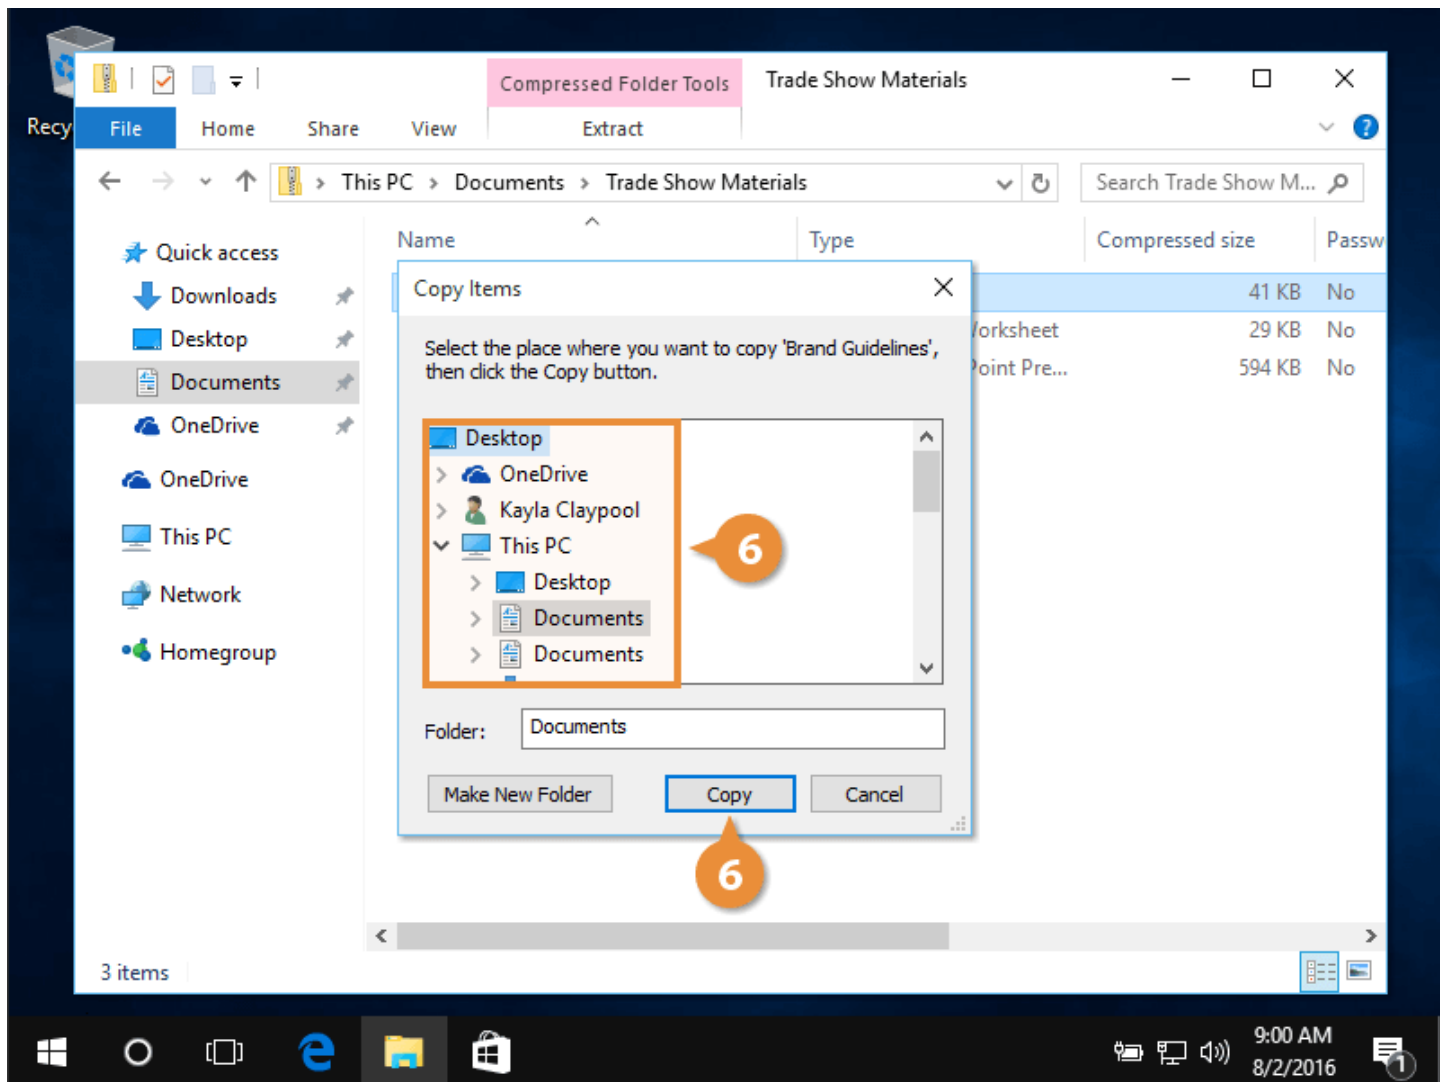 Compressed Folder Tools
Trade Show Materials
Recy
File
Home
Share
View
Extract
?
This PC > Documents > Trade Show Materials
Search Trade Show M...
Name
Type
Compressed size
Passw
Quick access
Downloads
Desktop
Documents
OneDrive
OneDrive
This PC
Network
Homegroup
41 KB No
orksheet 29 KB No
Point Pre... 594 KB No
Copy Items
Select the place where you want to copy 'Brand Guidelines',
then click the Copy button.
Desktop
OneDrive
Kayla Claypool
This PC
Desktop
Documents
Documents
6
Folder:
Documents
Make New Folder
Copy
Cancel
6
3 items
9:00 AM
8/2/2016
1